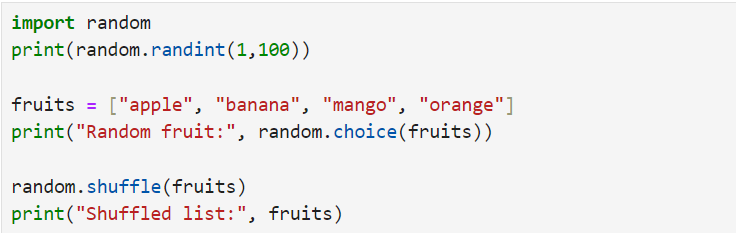 import random
print(random.randint(1,100))
fruits = ["apple", "banana", "mango", "orange"]
print("Random fruit:", random.choice(fruits))
random.shuffle(fruits)
print("Shuffled list:", fruits)